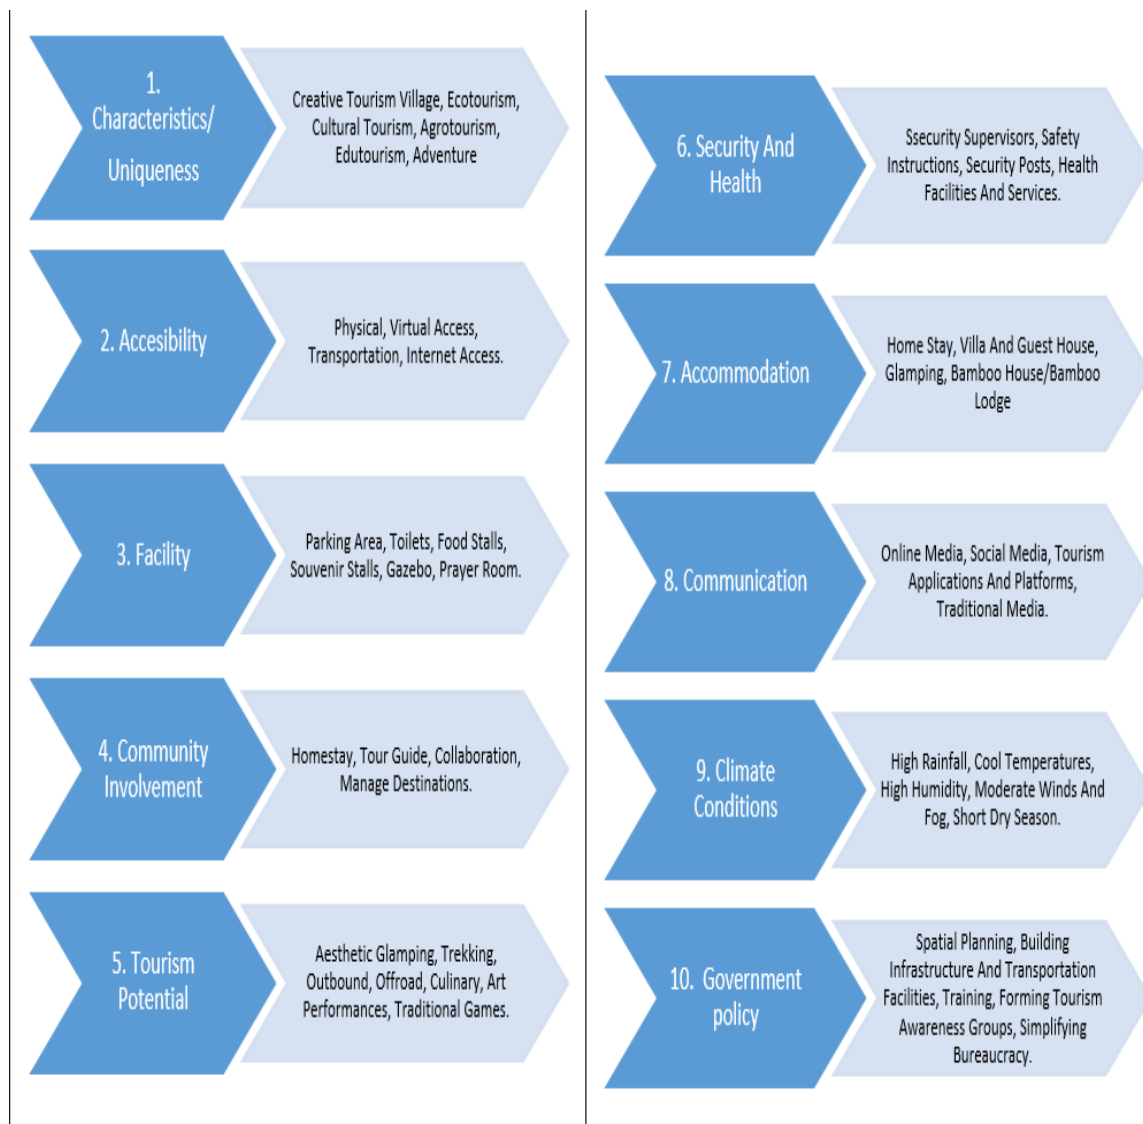 1.
Characteristics/
Uniqueness
Creative Tourism Village, Ecotourism,
Cultural Tourism, Agrotourism,
Edutourism, Adventure
2. Accesibility
Physical, Virtual Access,
Transportation, Internet Access.
3. Facility
Parking Area, Toilets, Food Stalls,
Souvenir Stalls, Gazebo, Prayer Room.
4. Community
Involvement
Homestay, Tour Guide, Collaboration,
Manage Destinations.
5. Tourism
Potential
Aesthetic Glamping, Trekking,
Outbound, Offroad, Culinary, Art
Performances, Traditional Games.
6. Security And
Health
Ssecurity Supervisors, Safety
Instructions, Security Posts, Health
Facilities And Services.
7. Accommodation
Home Stay, Villa And Guest House,
Glamping, Bamboo House/Bamboo
Lodge
8. Communication
Online Media, Social Media, Tourism
Applications And Platforms,
Traditional Media.
9. Climate
Conditions
High Rainfall, Cool Temperatures,
High Humidity, Moderate Winds And
Fog, Short Dry Season.
10. Government
policy
Spatial Planning, Building
Infrastructure And Transportation
Facilities, Training, Forming Tourism
Awareness Groups, Simplifying
Bureaucracy.